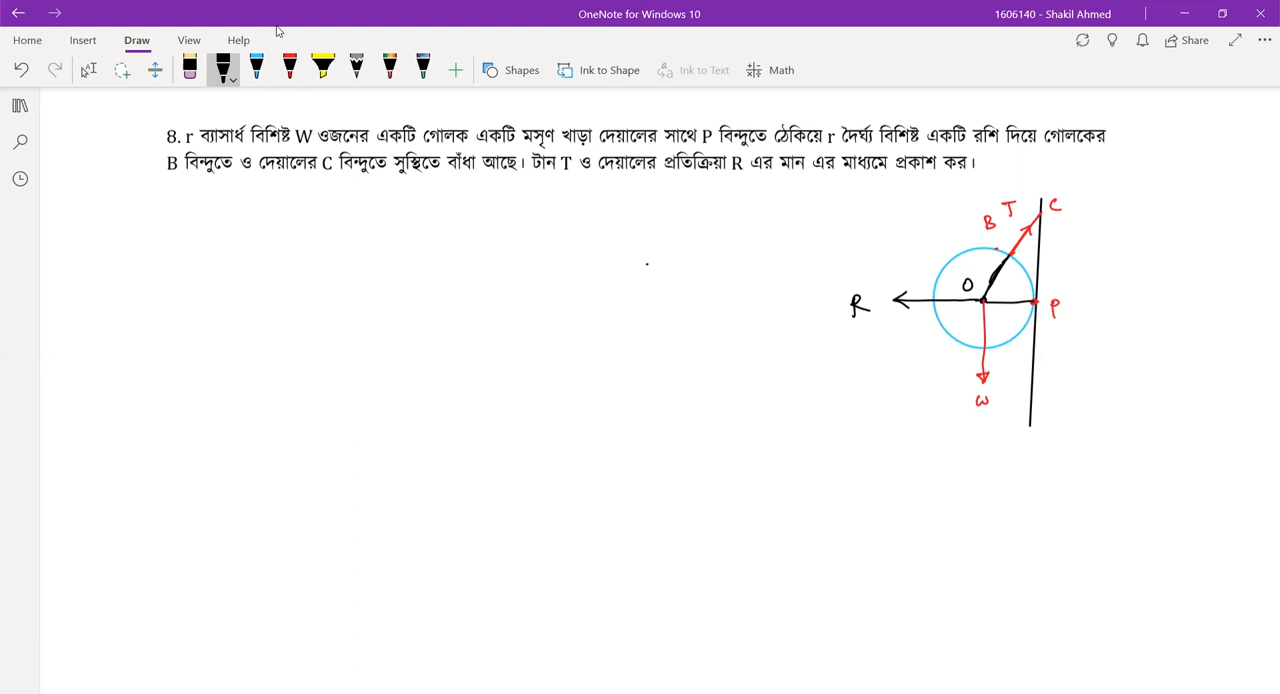 OneNote for Windows 10
1606140 - Shakil Ahmed
Home Insert Draw View Help
Share
Shapes Ink to Shape Ink to Text Math
8. r ব্যাসার্ধ বিশিষ্ট W ওজনের একটি গোলক একটি মসৃণ খাড়া দেয়ালের সাথে P বিন্দুতে ঠেকিয়ে r দৈর্ঘ্য বিশিষ্ট একটি রশি দিয়ে গোলকের
B বিন্দুতে ও দেয়ালের C বিন্দুতে সুস্থিতে বাঁধা আছে। টান T ও দেয়ালের প্রতিক্রিয়া R এর মান এর মাধ্যমে প্রকাশ কর।
B T C
O
R P
W